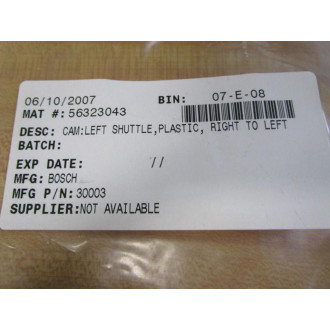 06/10/2007 BIN: 07-E-08
MAT #:56323043
DESC: CAM:LEFT SHUTTLE,PLASTIC, RIGHT TO LEFT
BATCH:
EXP DATE: //
MFG: BOSCH
MFG P/N: 30003
SUPPLIER:NOT AVAILABLE